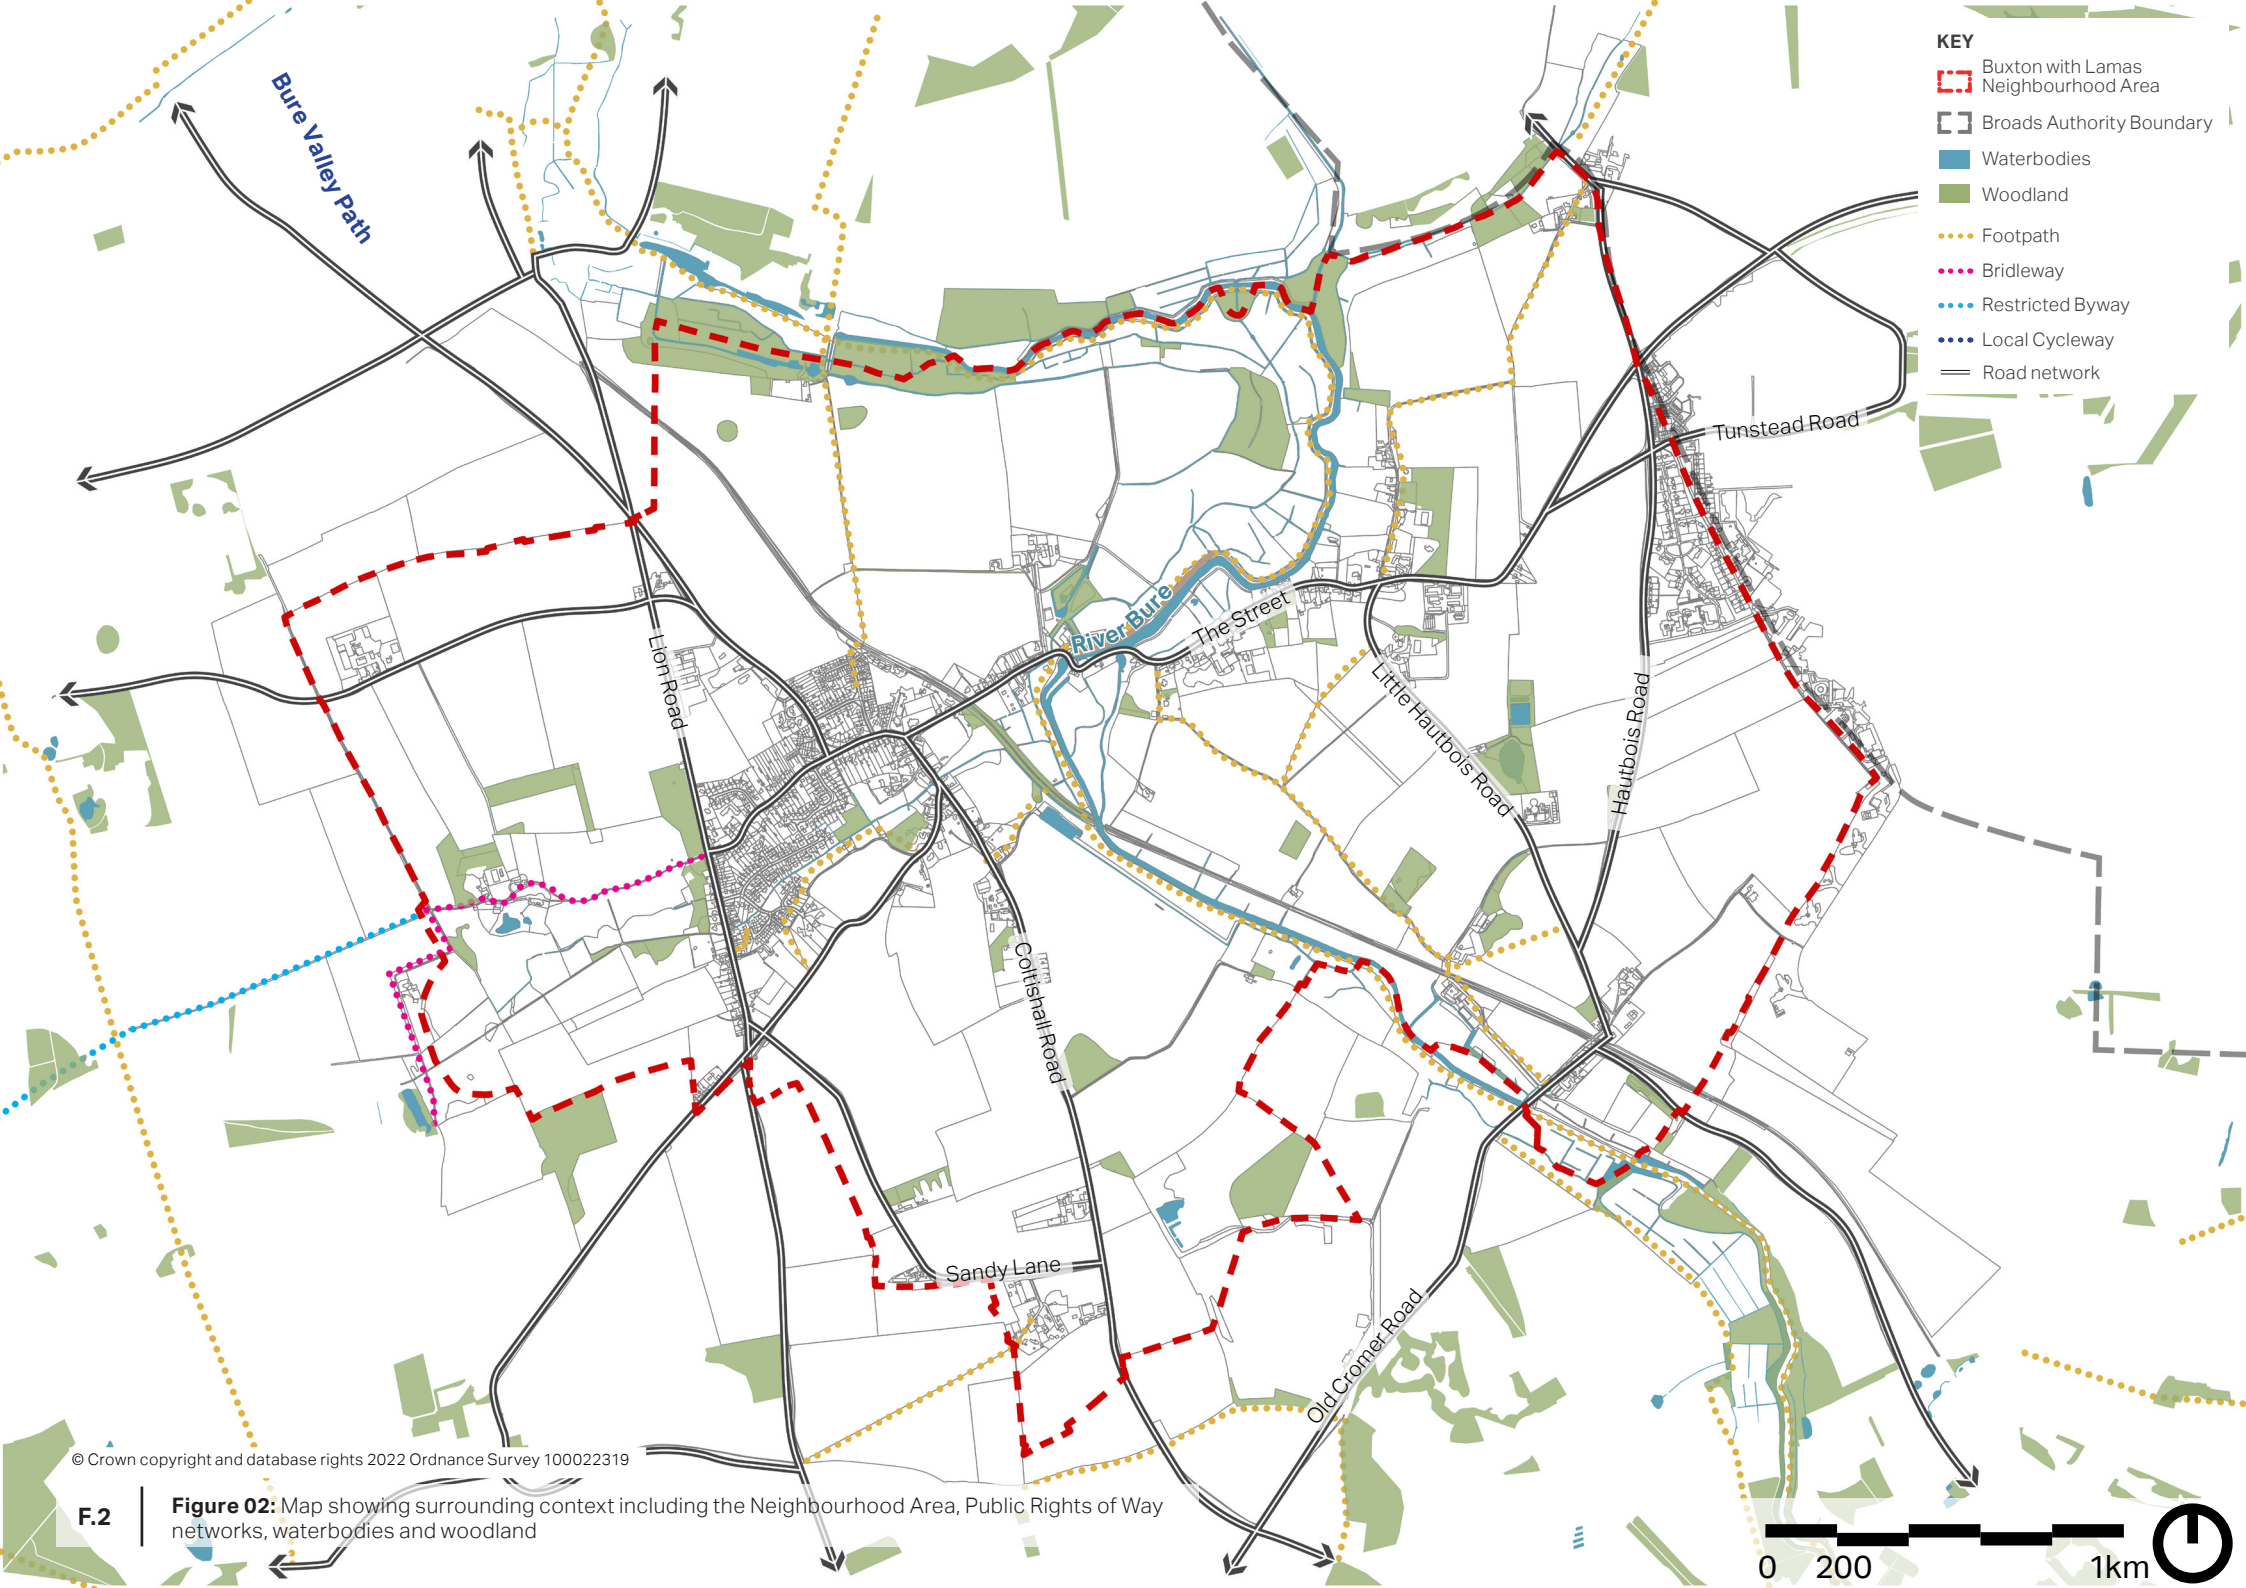 KEY
Buxton with Lamas
Neighbourhood Area
Broads Authority Boundary
Waterbodies
Woodland
Footpath
Bridleway
Restricted Byway
Local Cycleway
Road network
Bure Valley Path
Tunstead Road
River Bure
The Street
Lion Road
Little Hautbois Road
Hautbois Road
Coltishall Road
Sandy Lane
Old Cromer Road
© Crown copyright and database rights 2022 Ordnance Survey 100022319
F.2
Figure 02: Map showing surrounding context including the Neighbourhood Area, Public Rights of Way
networks, waterbodies and woodland
0 200 1km